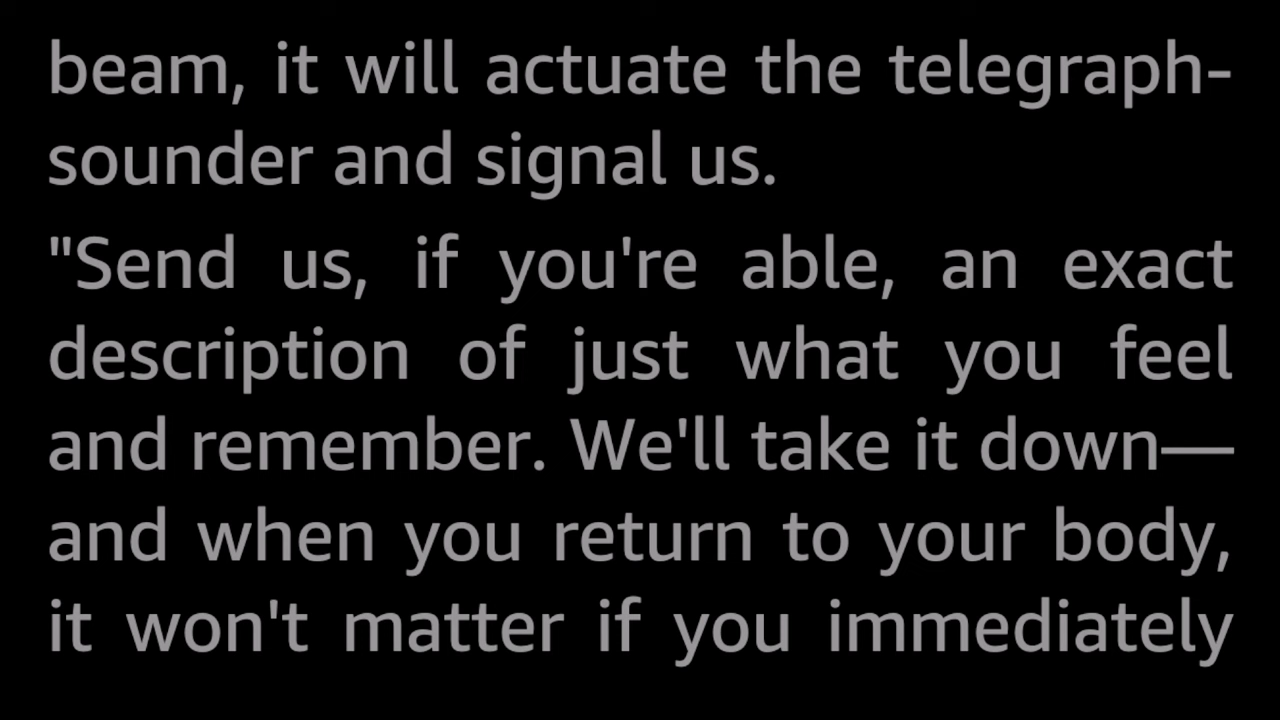 beam, it will actuate the telegraph-
sounder and signal us.
"Send us, if you're able, an exact
description of just what you feel
and remember. We'll take it down—
and when you return to your body,
it won't matter if you immediately